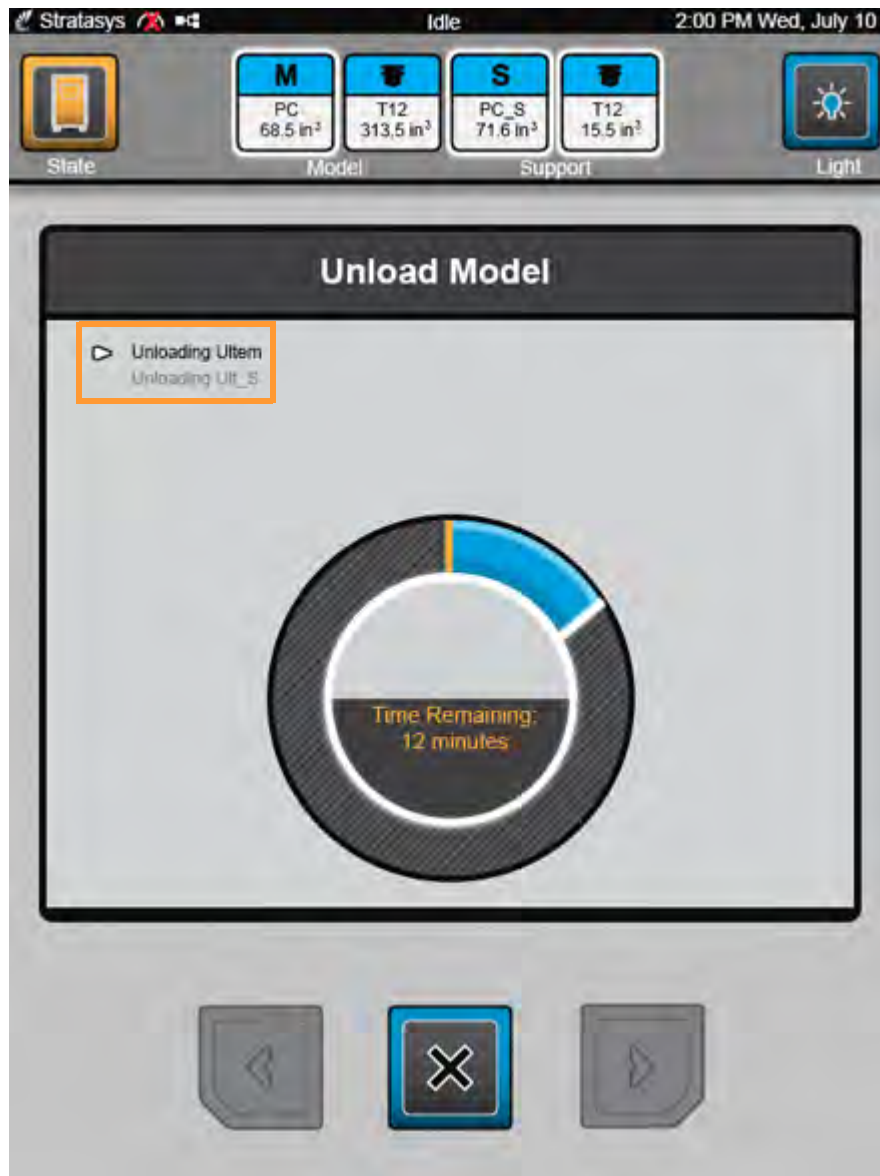 Stratasys
Idle
2:00 PM Wed, July 10
M
S
PC
68.5 in³
T12
313.5 in³
PC_S
71.6 in³
T12
15.5 in³
State
Model
Support
Light
Unload Model
Unloading Ultem
Unloading Ult_S
Time Remaining:
12 minutes